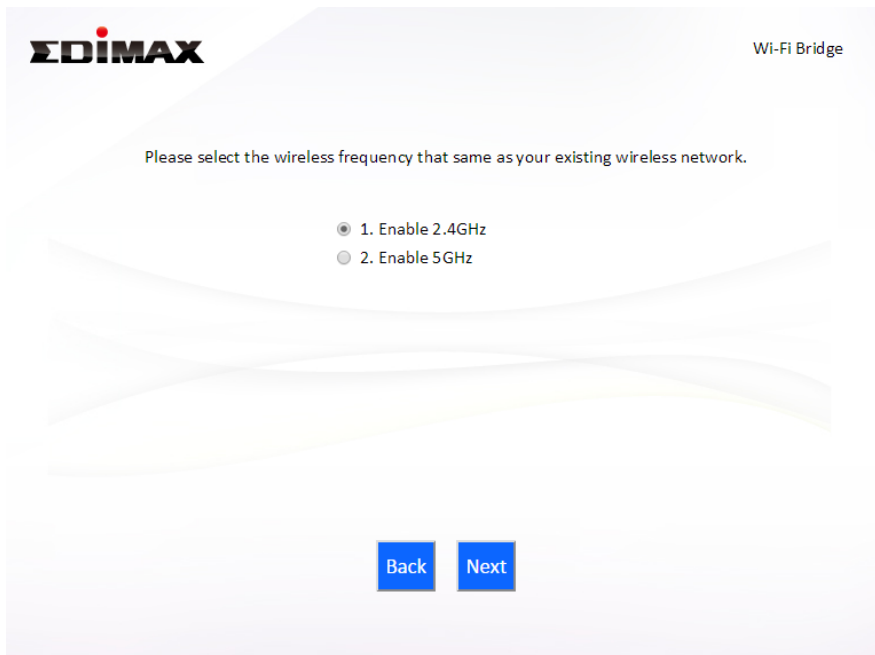 EDIMAX
Wi-Fi Bridge
Please select the wireless frequency that same as your existing wireless network.
1. Enable 2.4GHz
2. Enable 5GHz
Back Next